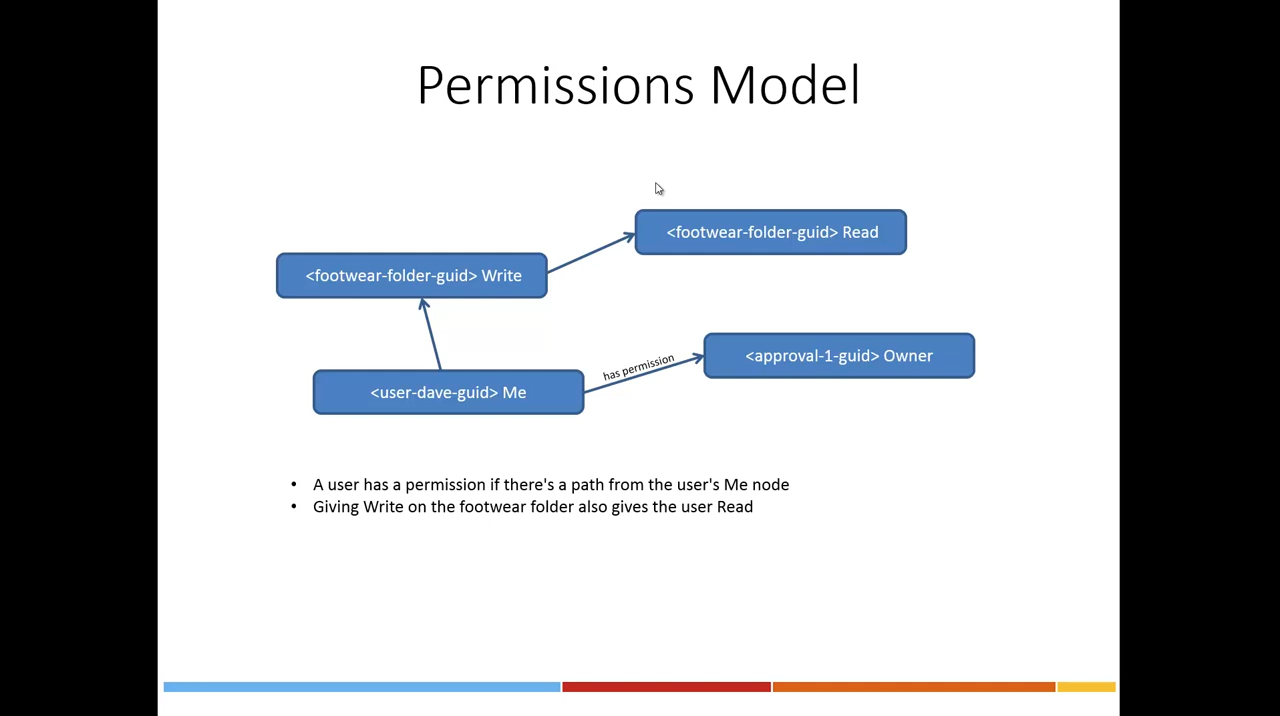 Permissions Model
<footwear-folder-guid> Read
<footwear-folder-guid> Write
<approval-1-guid> Owner
has permission
<user-dave-guid> Me
• A user has a permission if there's a path from the user's Me node
• Giving Write on the footwear folder also gives the user Read